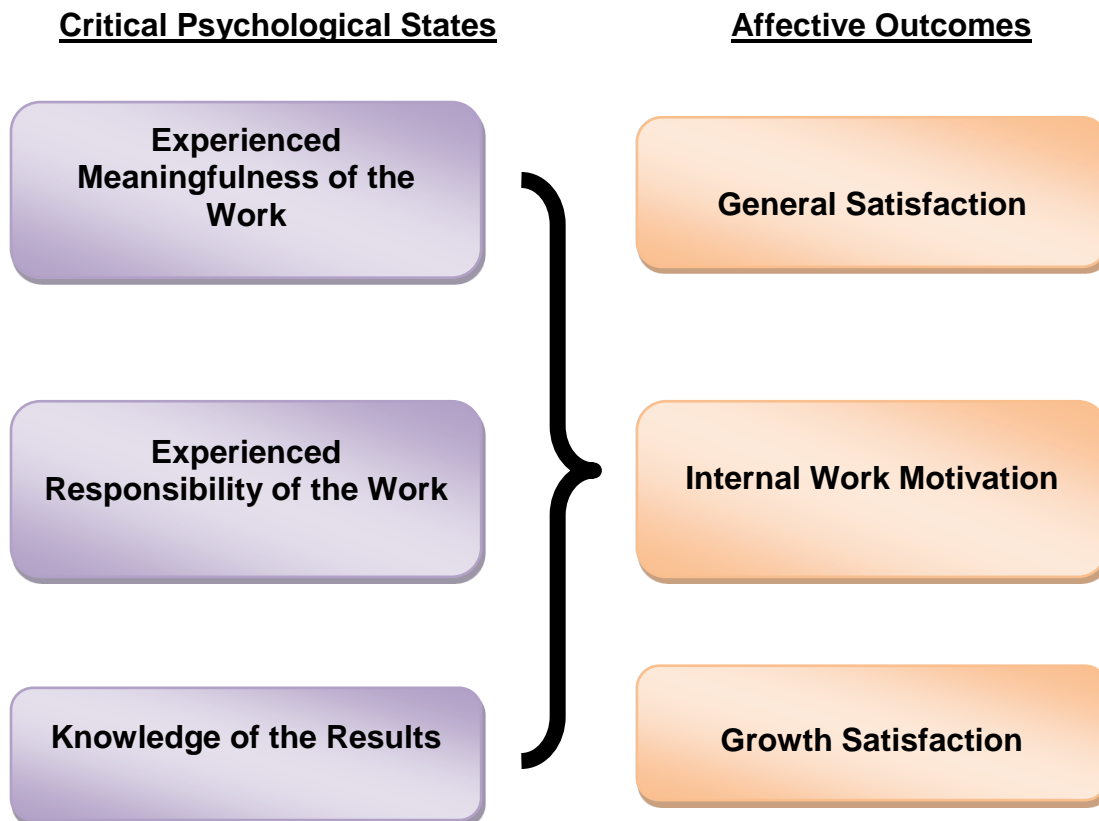 Critical Psychological States
Affective Outcomes
Experienced
Meaningfulness of the
Work
General Satisfaction
Experienced
Responsibility of the Work
Internal Work Motivation
Knowledge of the Results
Growth Satisfaction